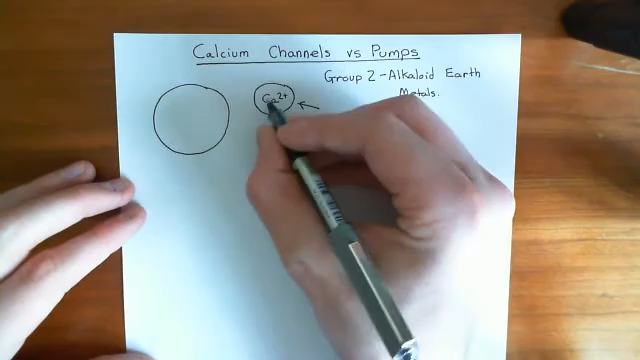 Calcium Channels vs Pumps
Group 2 - Alkaloid Earth
Metals.
Ca2+